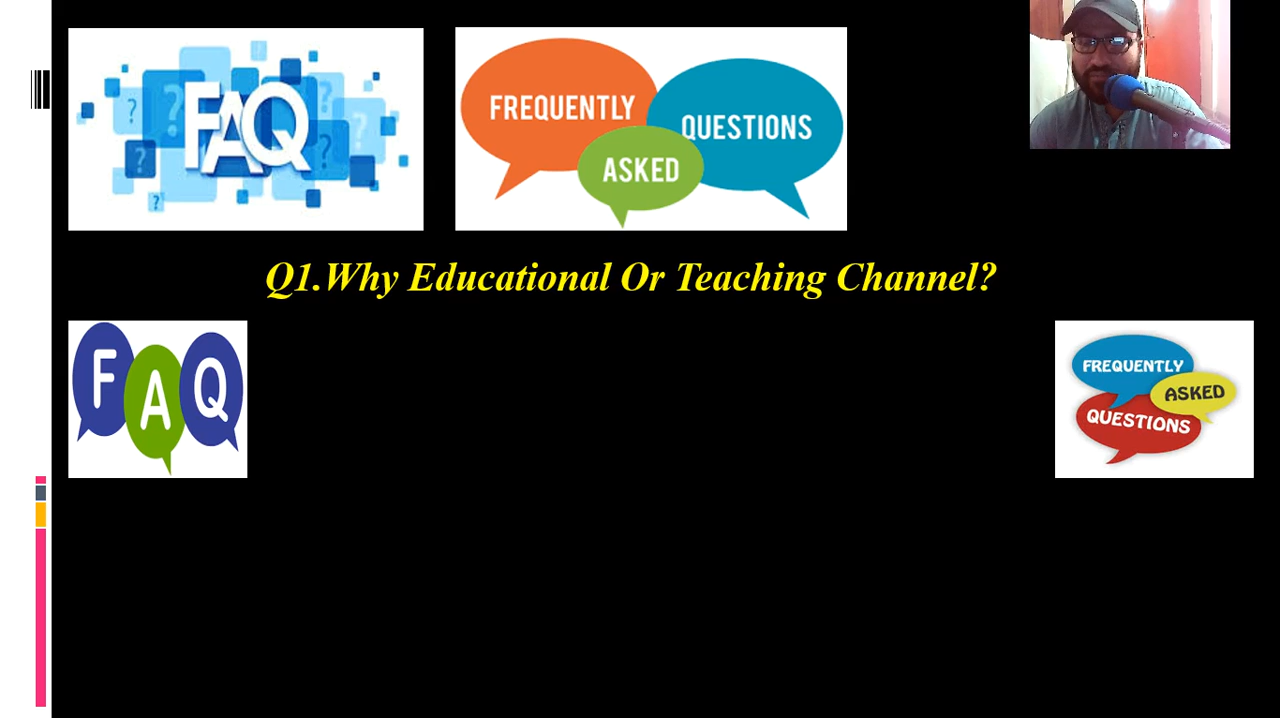 FAQ
FREQUENTLY
ASKED
QUESTIONS
Q1.Why Educational Or Teaching Channel?
FAQ
FREQUENTLY
ASKED
QUESTIONS